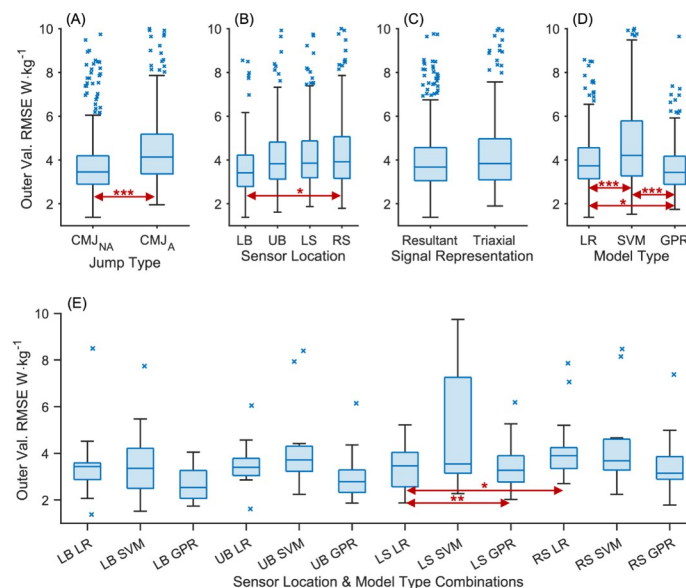 (A)
(B)
(C)
(D)
Outer Val. RMSE W·kg⁻¹
10
8
6
4
2
***
CMJNA CMJA
Jump Type
10
8
6
4
2
*
LB UB LS RS
Sensor Location
10
8
6
4
2
Resultant Triaxial
Signal Representation
10
8
6
4
2
***
***
*
LR SVM GPR
Model Type
(E)
Outer Val. RMSE W·kg⁻¹
10
8
6
4
2
*
**
LB LR LB SVM LB GPR UB LR UB SVM UB GPR LS LR LS SVM LS GPR RS LR RS SVM RS GPR
Sensor Location & Model Type Combinations